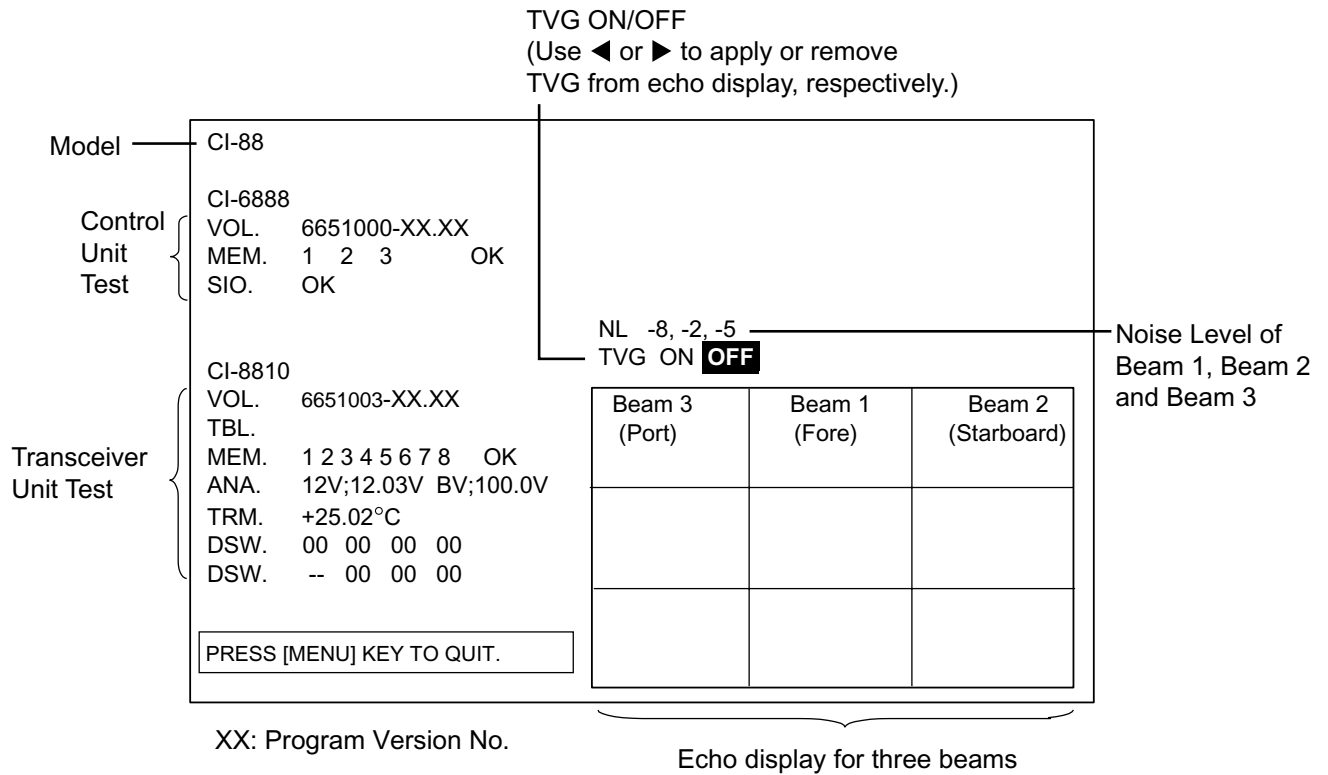 TVG ON/OFF
(Use ◀ or ▶ to apply or remove
TVG from echo display, respectively.)
Model
CI-88
Control
Unit
Test
CI-6888
VOL. 6651000-XX.XX
MEM. 1 2 3 OK
SIO. OK
NL -8, -2, -5
TVG ON OFF
Noise Level of
Beam 1, Beam 2
and Beam 3
Transceiver
Unit Test
CI-8810
VOL. 6651003-XX.XX
TBL.
MEM. 1 2 3 4 5 6 7 8 OK
ANA. 12V;12.03V BV;100.0V
TRM. +25.02°C
DSW. 00 00 00 00
DSW. -- 00 00 00
PRESS [MENU] KEY TO QUIT.
Beam 3
(Port)
Beam 1
(Fore)
Beam 2
(Starboard)
XX: Program Version No.
Echo display for three beams